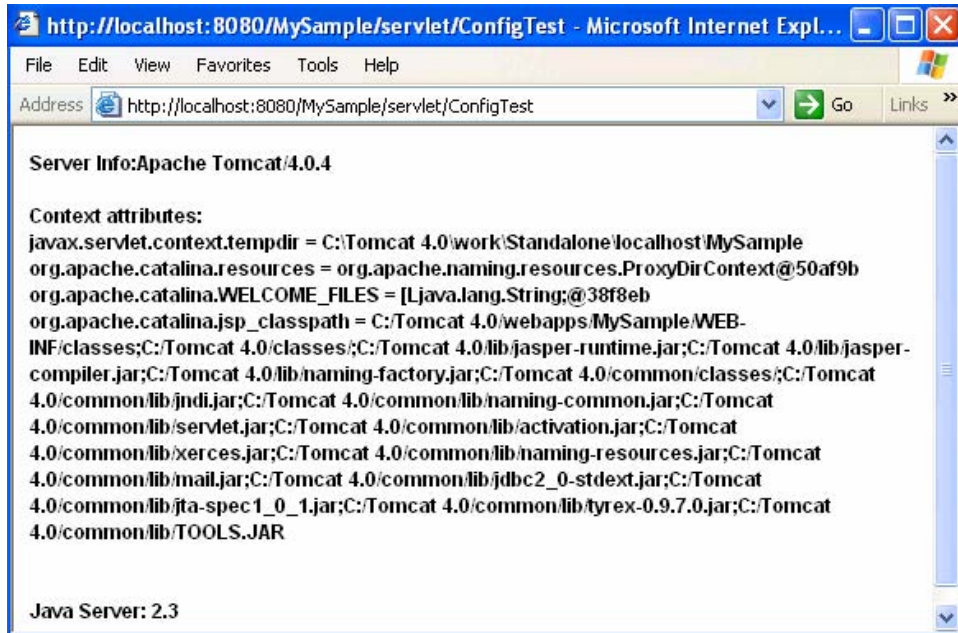 http://localhost:8080/MySample/servlet/ConfigTest - Microsoft Internet Expl...
File Edit View Favorites Tools Help
Address http://localhost:8080/MySample/servlet/ConfigTest Go Links »
Server Info:Apache Tomcat/4.0.4
Context attributes:
javax.servlet.context.tempdir = C:\Tomcat 4.0\work\Standalone\localhost\MySample
org.apache.catalina.resources = org.apache.naming.resources.ProxyDirContext@50af9b
org.apache.catalina.WELCOME_FILES = [Ljava.lang.String;@38f8eb
org.apache.catalina.jsp_classpath = C:/Tomcat 4.0/webapps/MySample/WEB-
INF/classes;C:/Tomcat 4.0/classes/;C:/Tomcat 4.0/lib/jasper-runtime.jar;C:/Tomcat 4.0/lib/jasper-
compiler.jar;C:/Tomcat 4.0/lib/naming-factory.jar;C:/Tomcat 4.0/common/classes/;C:/Tomcat
4.0/common/lib/jndi.jar;C:/Tomcat 4.0/common/lib/naming-common.jar;C:/Tomcat
4.0/common/lib/servlet.jar;C:/Tomcat 4.0/common/lib/activation.jar;C:/Tomcat
4.0/common/lib/xerces.jar;C:/Tomcat 4.0/common/lib/naming-resources.jar;C:/Tomcat
4.0/common/lib/mail.jar;C:/Tomcat 4.0/common/lib/jdbc2_0-stdext.jar;C:/Tomcat
4.0/common/lib/jta-spec1_0_1.jar;C:/Tomcat 4.0/common/lib/tyrex-0.9.7.0.jar;C:/Tomcat
4.0/common/lib/TOOLS.JAR
Java Server: 2.3